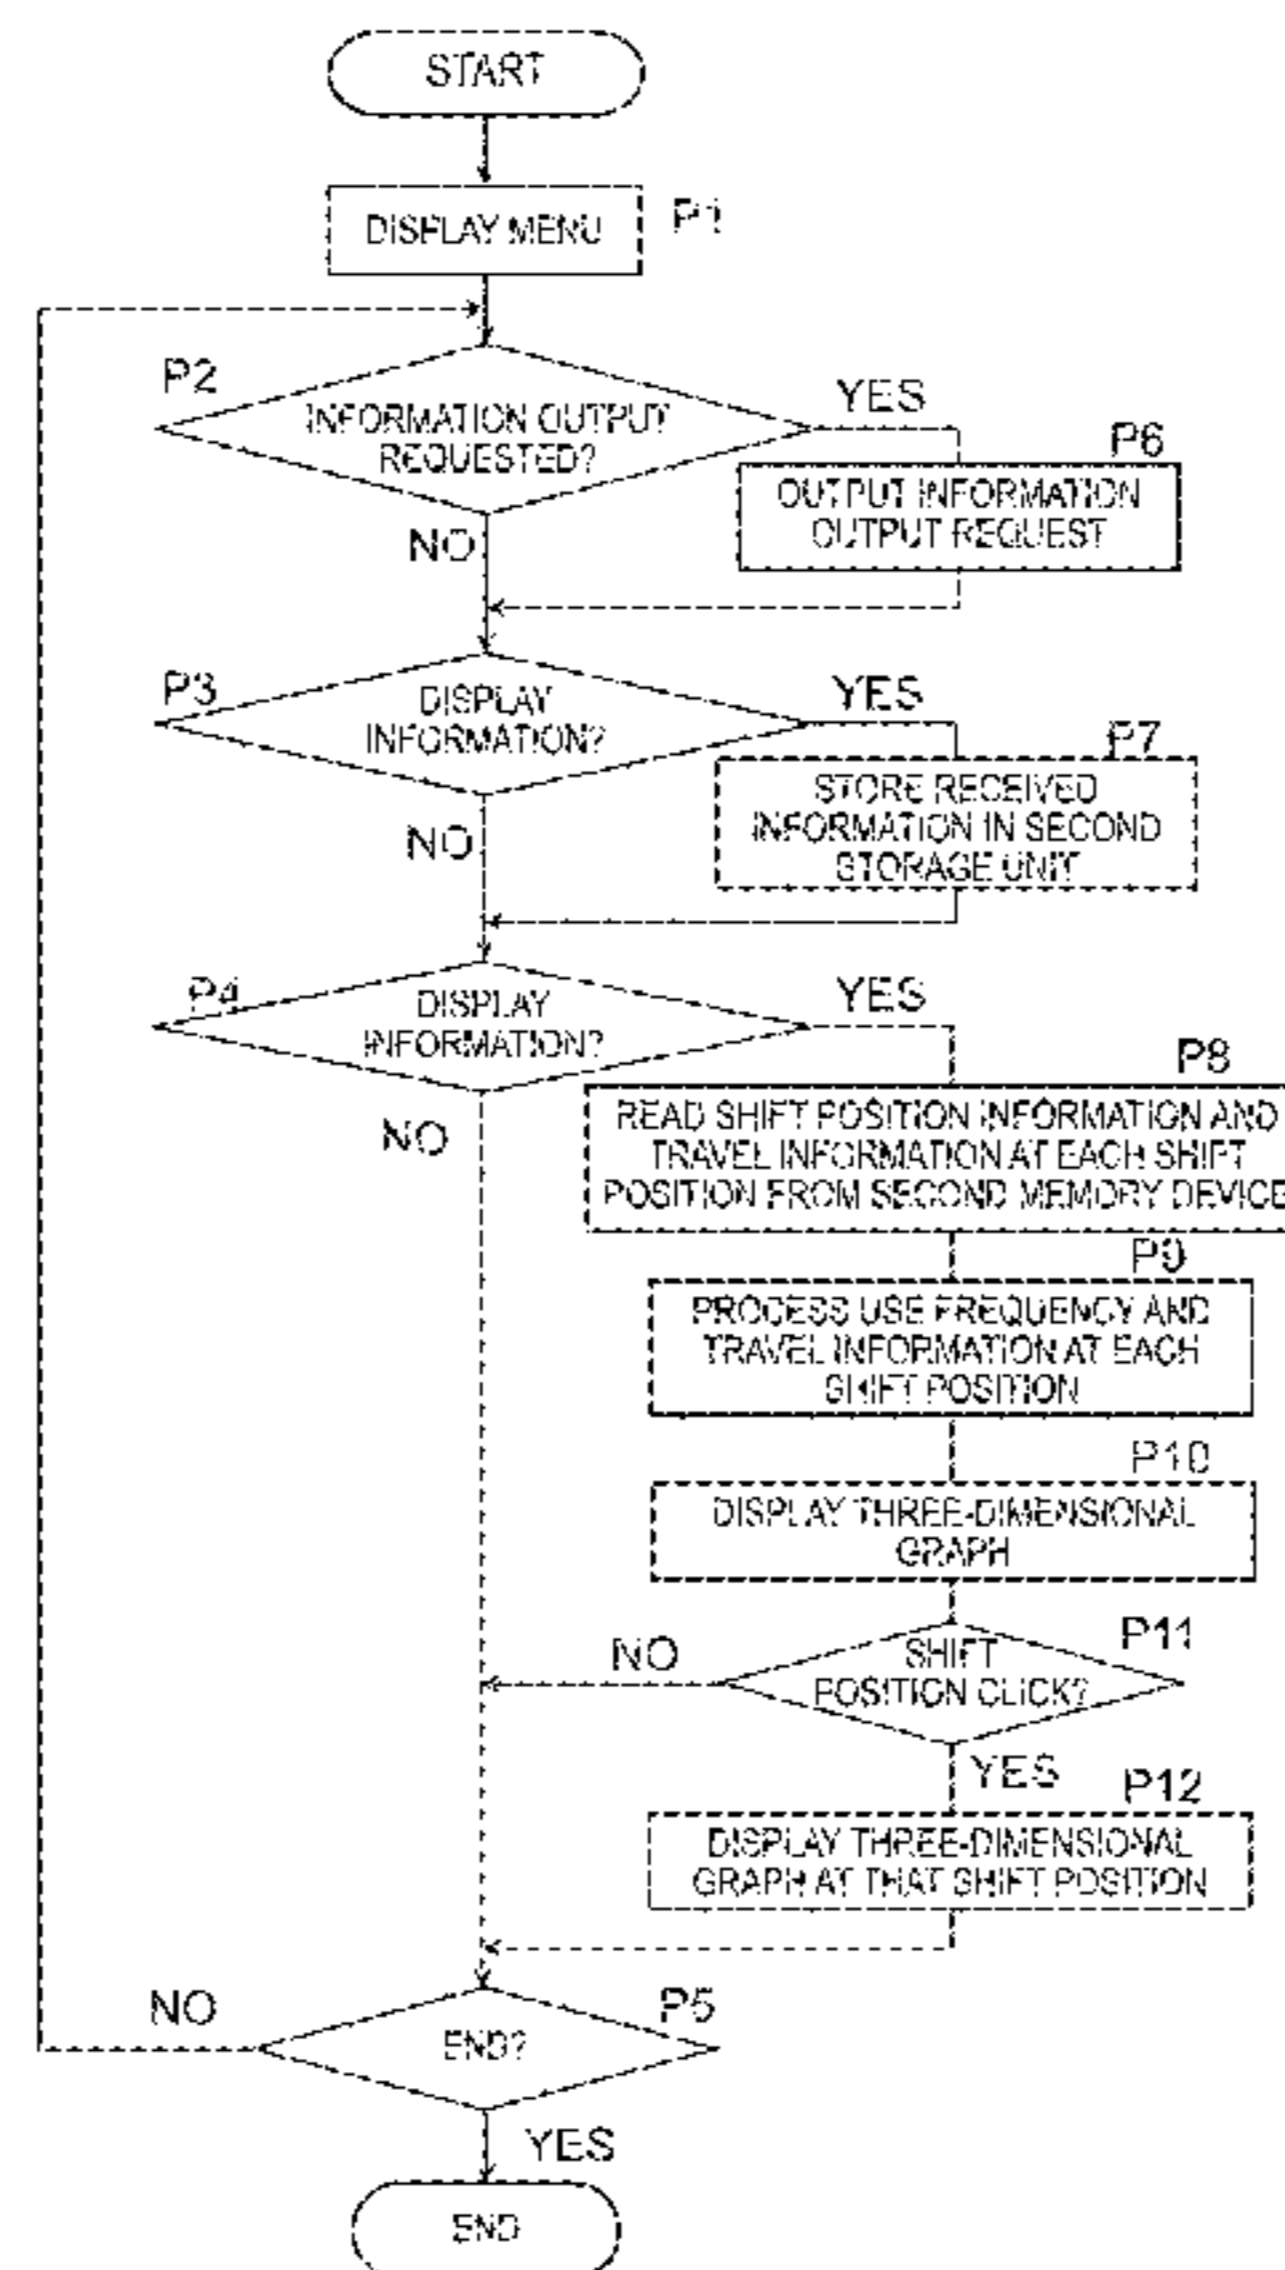 START
DISPLAY MENU
P1
P2
INFORMATION OUTPUT
REQUESTED?
YES
P6
OUTPUT INFORMATION
OUTPUT REQUEST
NO
P3
DISPLAY
INFORMATION?
YES
P7
STORE RECEIVED
INFORMATION IN SECOND
STORAGE UNIT
NO
P4
DISPLAY
INFORMATION?
YES
NO
P8
READ SHIFT POSITION INFORMATION AND
TRAVEL INFORMATION AT EACH SHIFT
POSITION FROM SECOND MEMORY DEVICE
P9
PROCESS USE FREQUENCY AND
TRAVEL INFORMATION AT EACH
SHIFT POSITION
P10
DISPLAY THREE-DIMENSIONAL
GRAPH
P11
SHIFT
POSITION CLICK?
NO
YES
P12
DISPLAY THREE-DIMENSIONAL
GRAPH AT THAT SHIFT POSITION
P5
NO
END?
YES
END